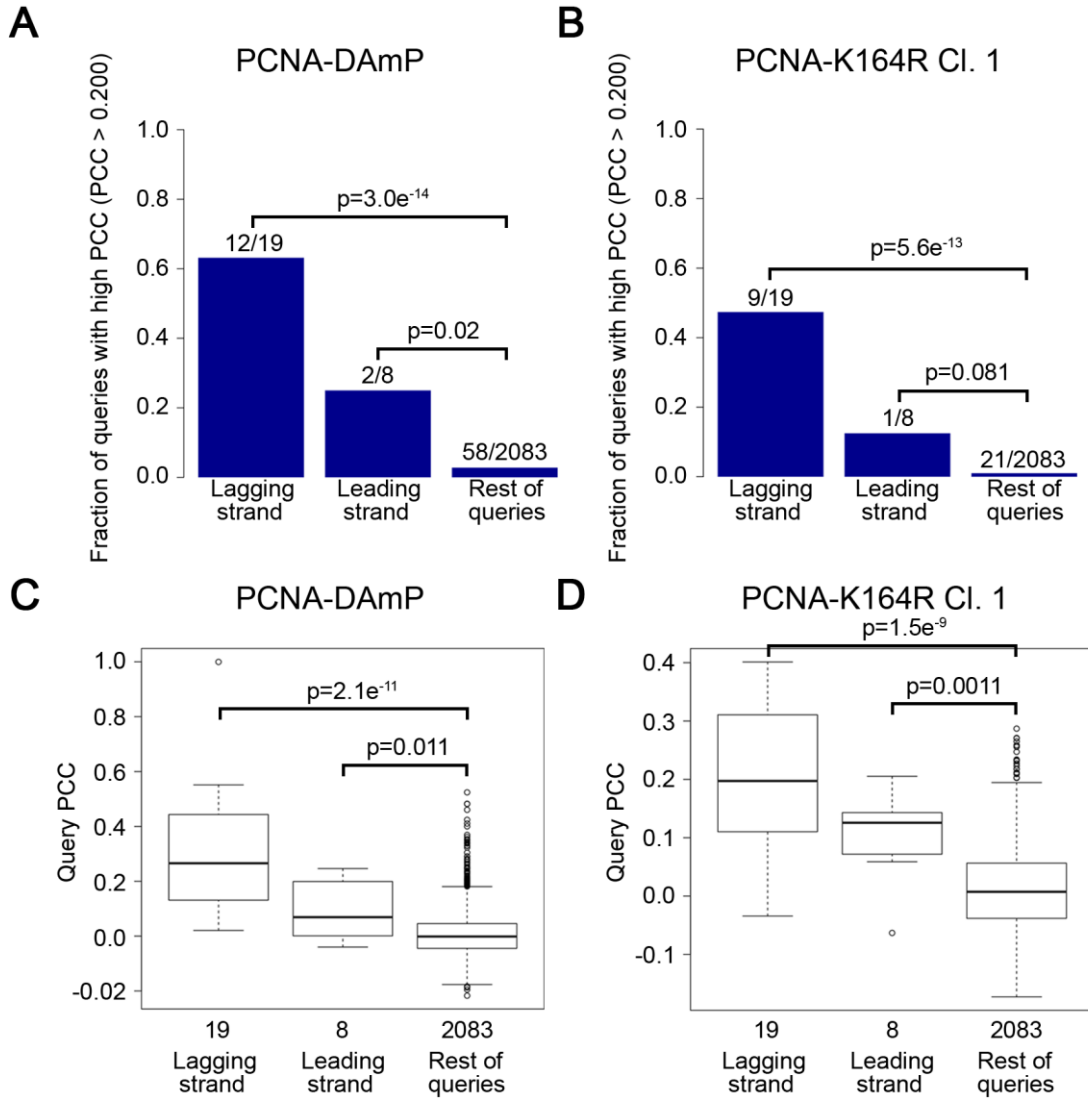 A
PCNA-DAmP
Fraction of queries with high PCC (PCC > 0.200)
1.0
0.8
0.6
0.4
0.2
0.0
p=3.0e-14
12/19
p=0.02
2/8
58/2083
Lagging strand
Leading strand
Rest of queries
B
PCNA-K164R Cl. 1
Fraction of queries with high PCC (PCC > 0.200)
1.0
0.8
0.6
0.4
0.2
0.0
p=5.6e-13
9/19
p=0.081
1/8
21/2083
Lagging strand
Leading strand
Rest of queries
C
PCNA-DAmP
Query PCC
1.0
0.8
0.6
0.4
0.2
0.0
-0.02
p=2.1e-11
p=0.011
19
8
2083
Lagging strand
Leading strand
Rest of queries
D
PCNA-K164R Cl. 1
p=1.5e-9
Query PCC
0.4
0.3
0.2
0.1
0.0
-0.1
p=0.0011
19
8
2083
Lagging strand
Leading strand
Rest of queries